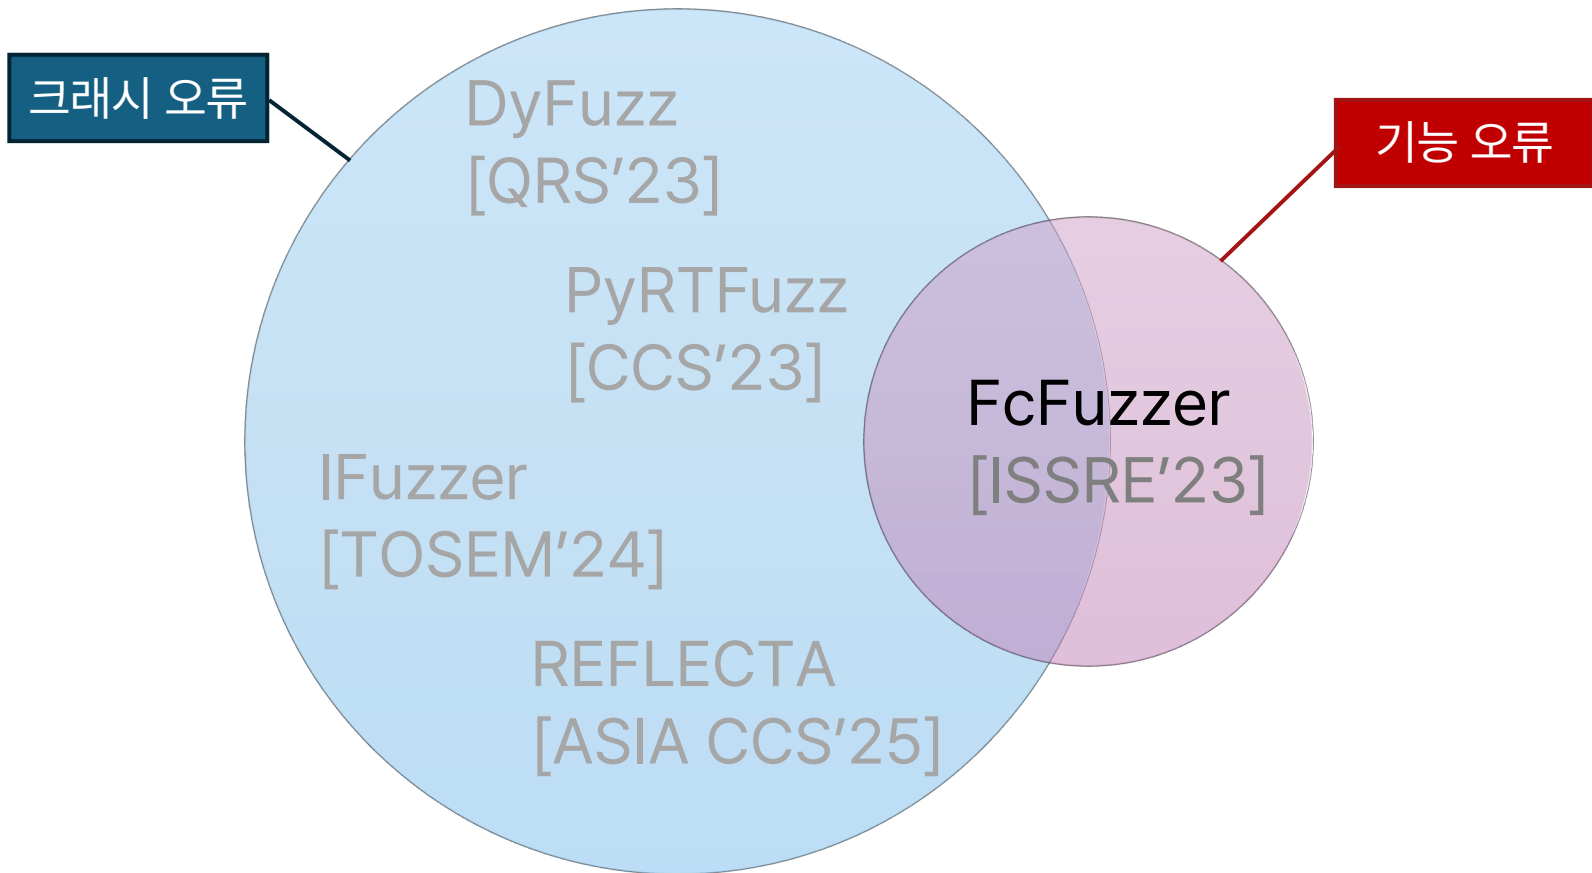 크래시 오류
DyFuzz
[QRS’23]
기능 오류
PyRTFuzz
[CCS’23]
FcFuzzer
[ISSRE’23]
IFuzzer
[TOSEM’24]
REFLECTA
[ASIA CCS’25]